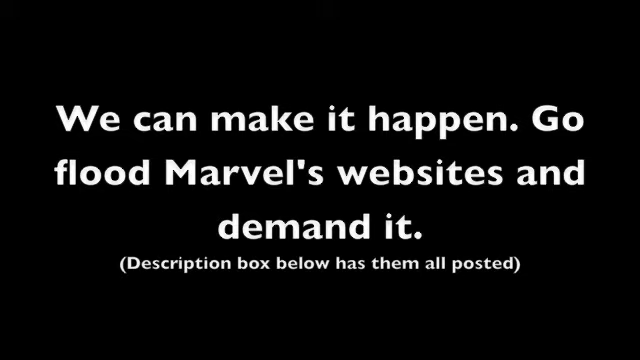 We can make it happen. Go
flood Marvel's websites and
demand it.
(Description box below has them all posted)